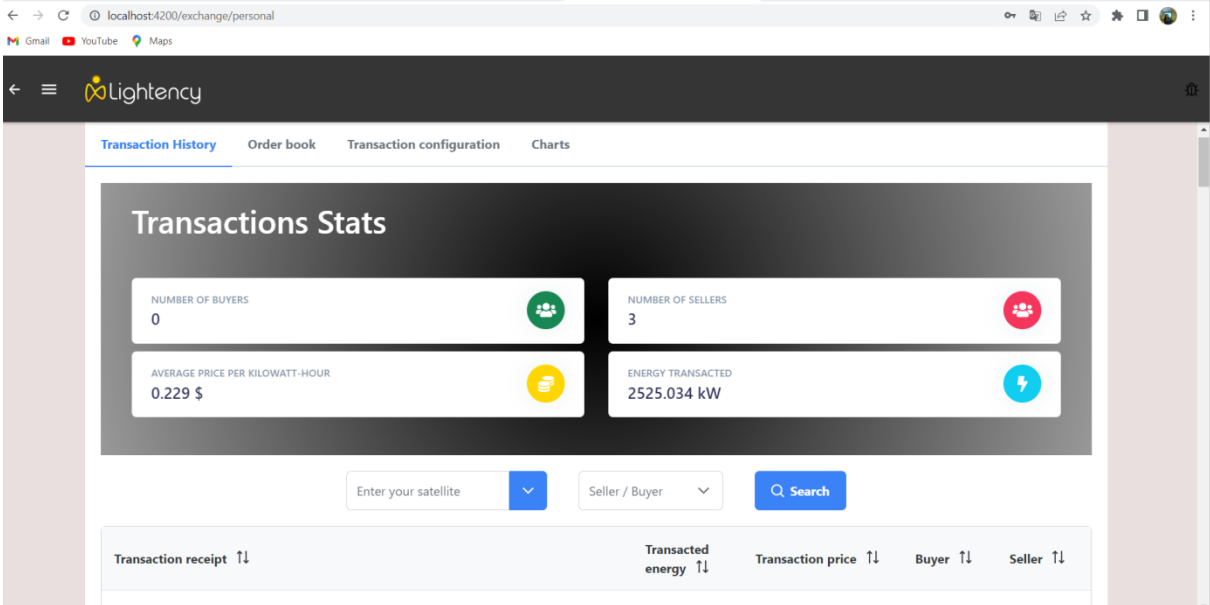 localhost:4200/exchange/personal
Gmail YouTube Maps
Lightency
Transaction History Order book Transaction configuration Charts
Transactions Stats
NUMBER OF BUYERS
0
NUMBER OF SELLERS
3
AVERAGE PRICE PER KILOWATT-HOUR
0.229 $
ENERGY TRANSACTED
2525.034 kW
Enter your satellite Seller / Buyer Search
Transaction receipt Transacted energy Transaction price Buyer Seller